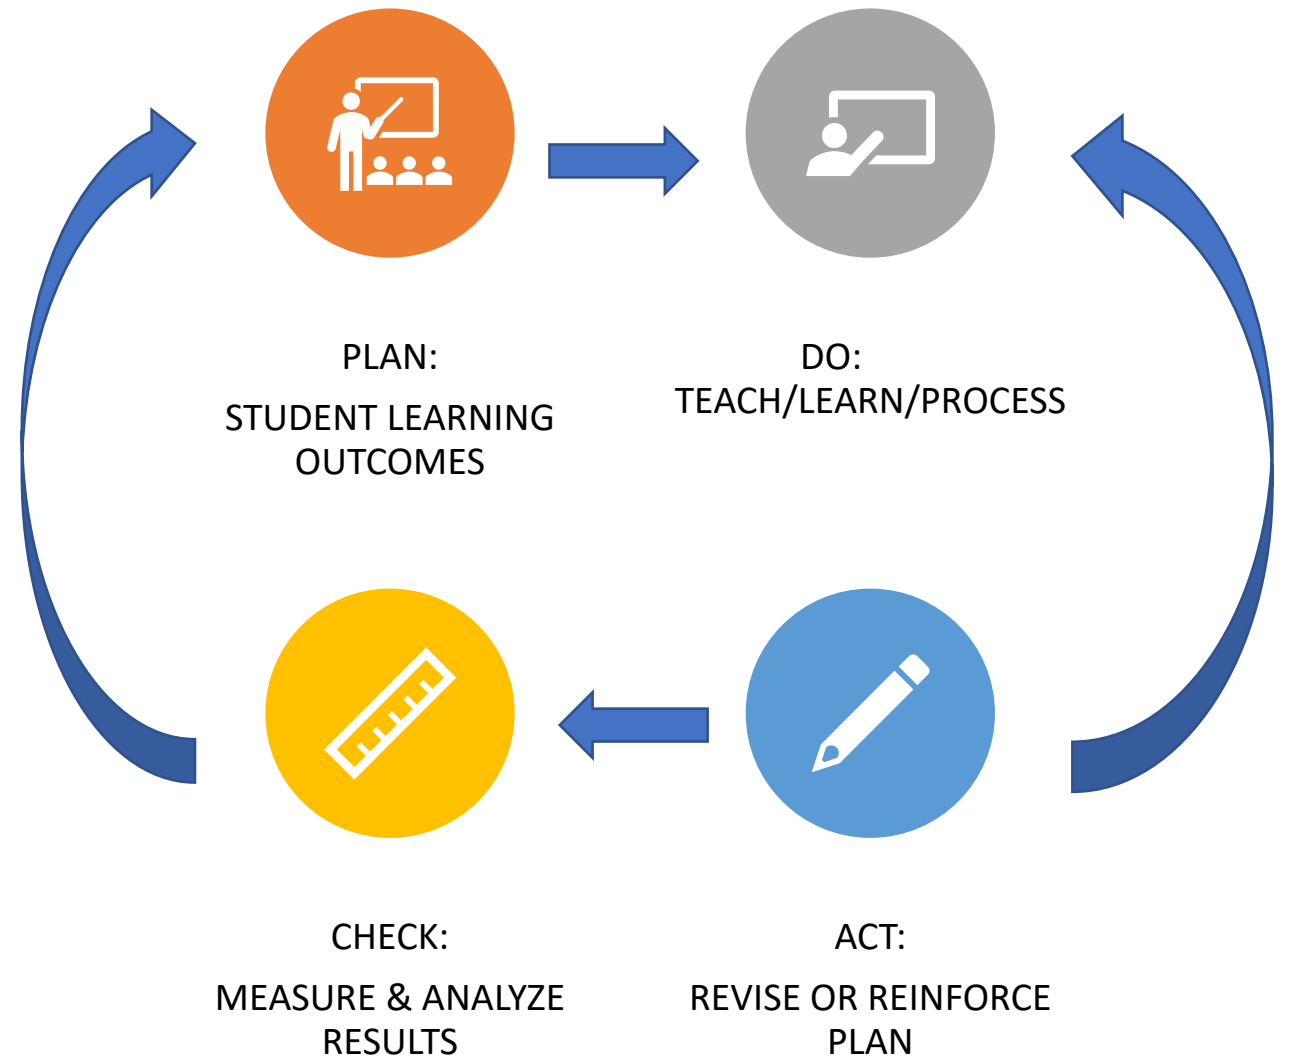 PLAN:
STUDENT LEARNING
OUTCOMES
DO:
TEACH/LEARN/PROCESS
CHECK:
MEASURE & ANALYZE
RESULTS
ACT:
REVISE OR REINFORCE
PLAN